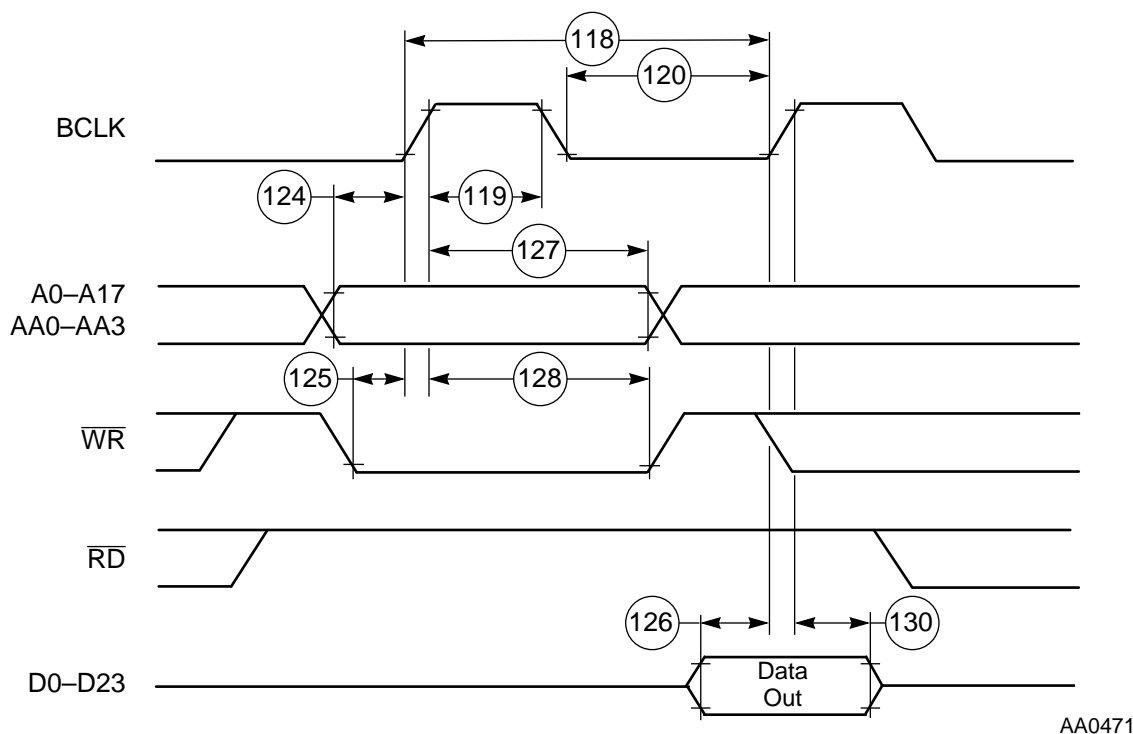 118
120
BCLK
124
119
127
A0–A17
AA0–AA3
125
128
WR
RD
126
130
D0–D23
Data
Out
AA0471